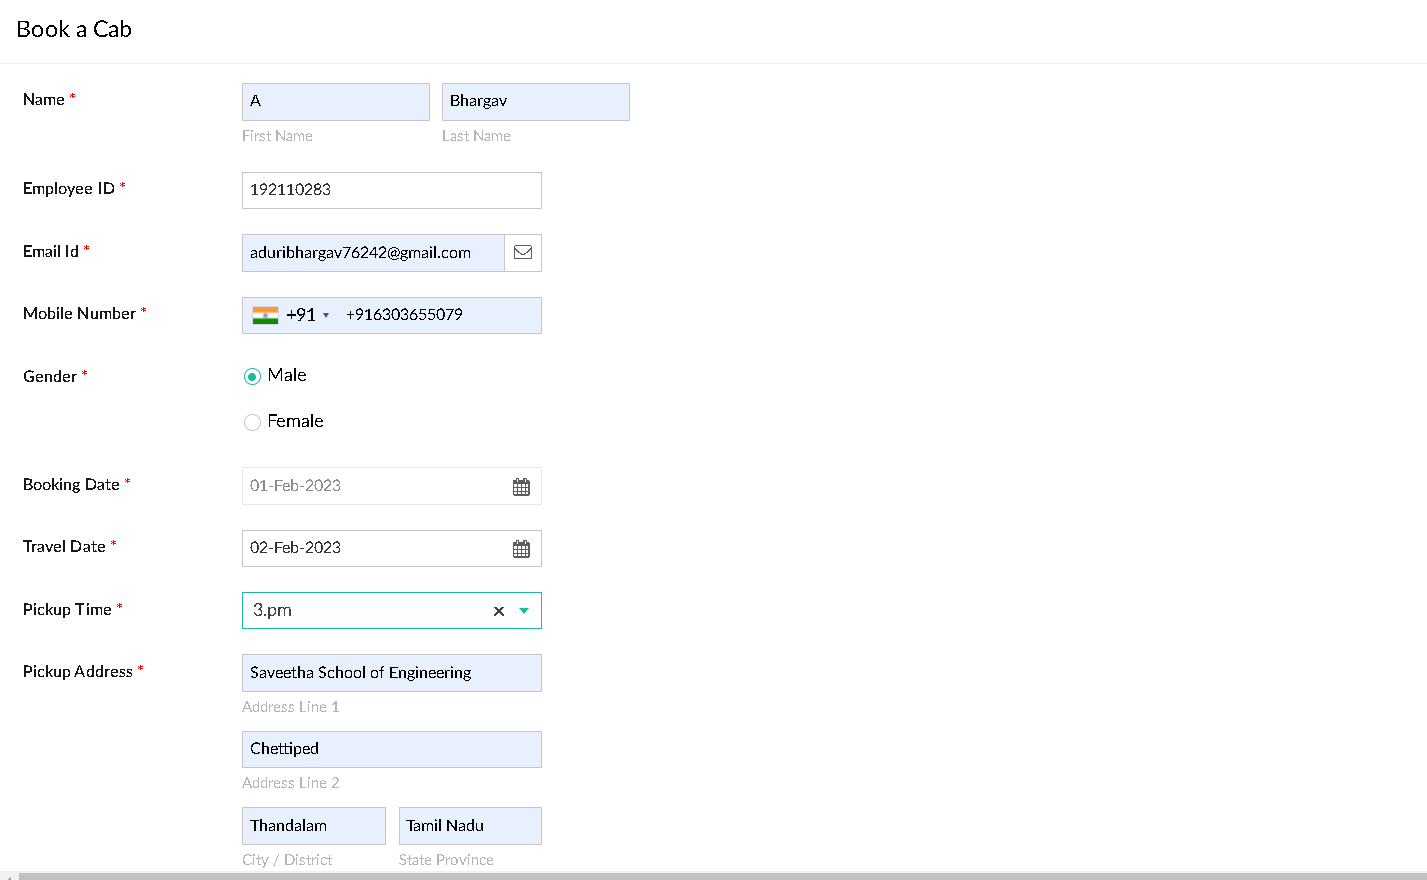 Book a Cab
Name * A Bhargav
First Name Last Name
Employee ID * 192110283
Email Id * aduribhargav76242@gmail.com
Mobile Number * +91 +916303655079
Gender * Male
Female
Booking Date * 01-Feb-2023
Travel Date * 02-Feb-2023
Pickup Time * 3.pm
Pickup Address * Saveetha School of Engineering
Address Line 1
Chettiped
Address Line 2
Thandalam Tamil Nadu
City / District State Province